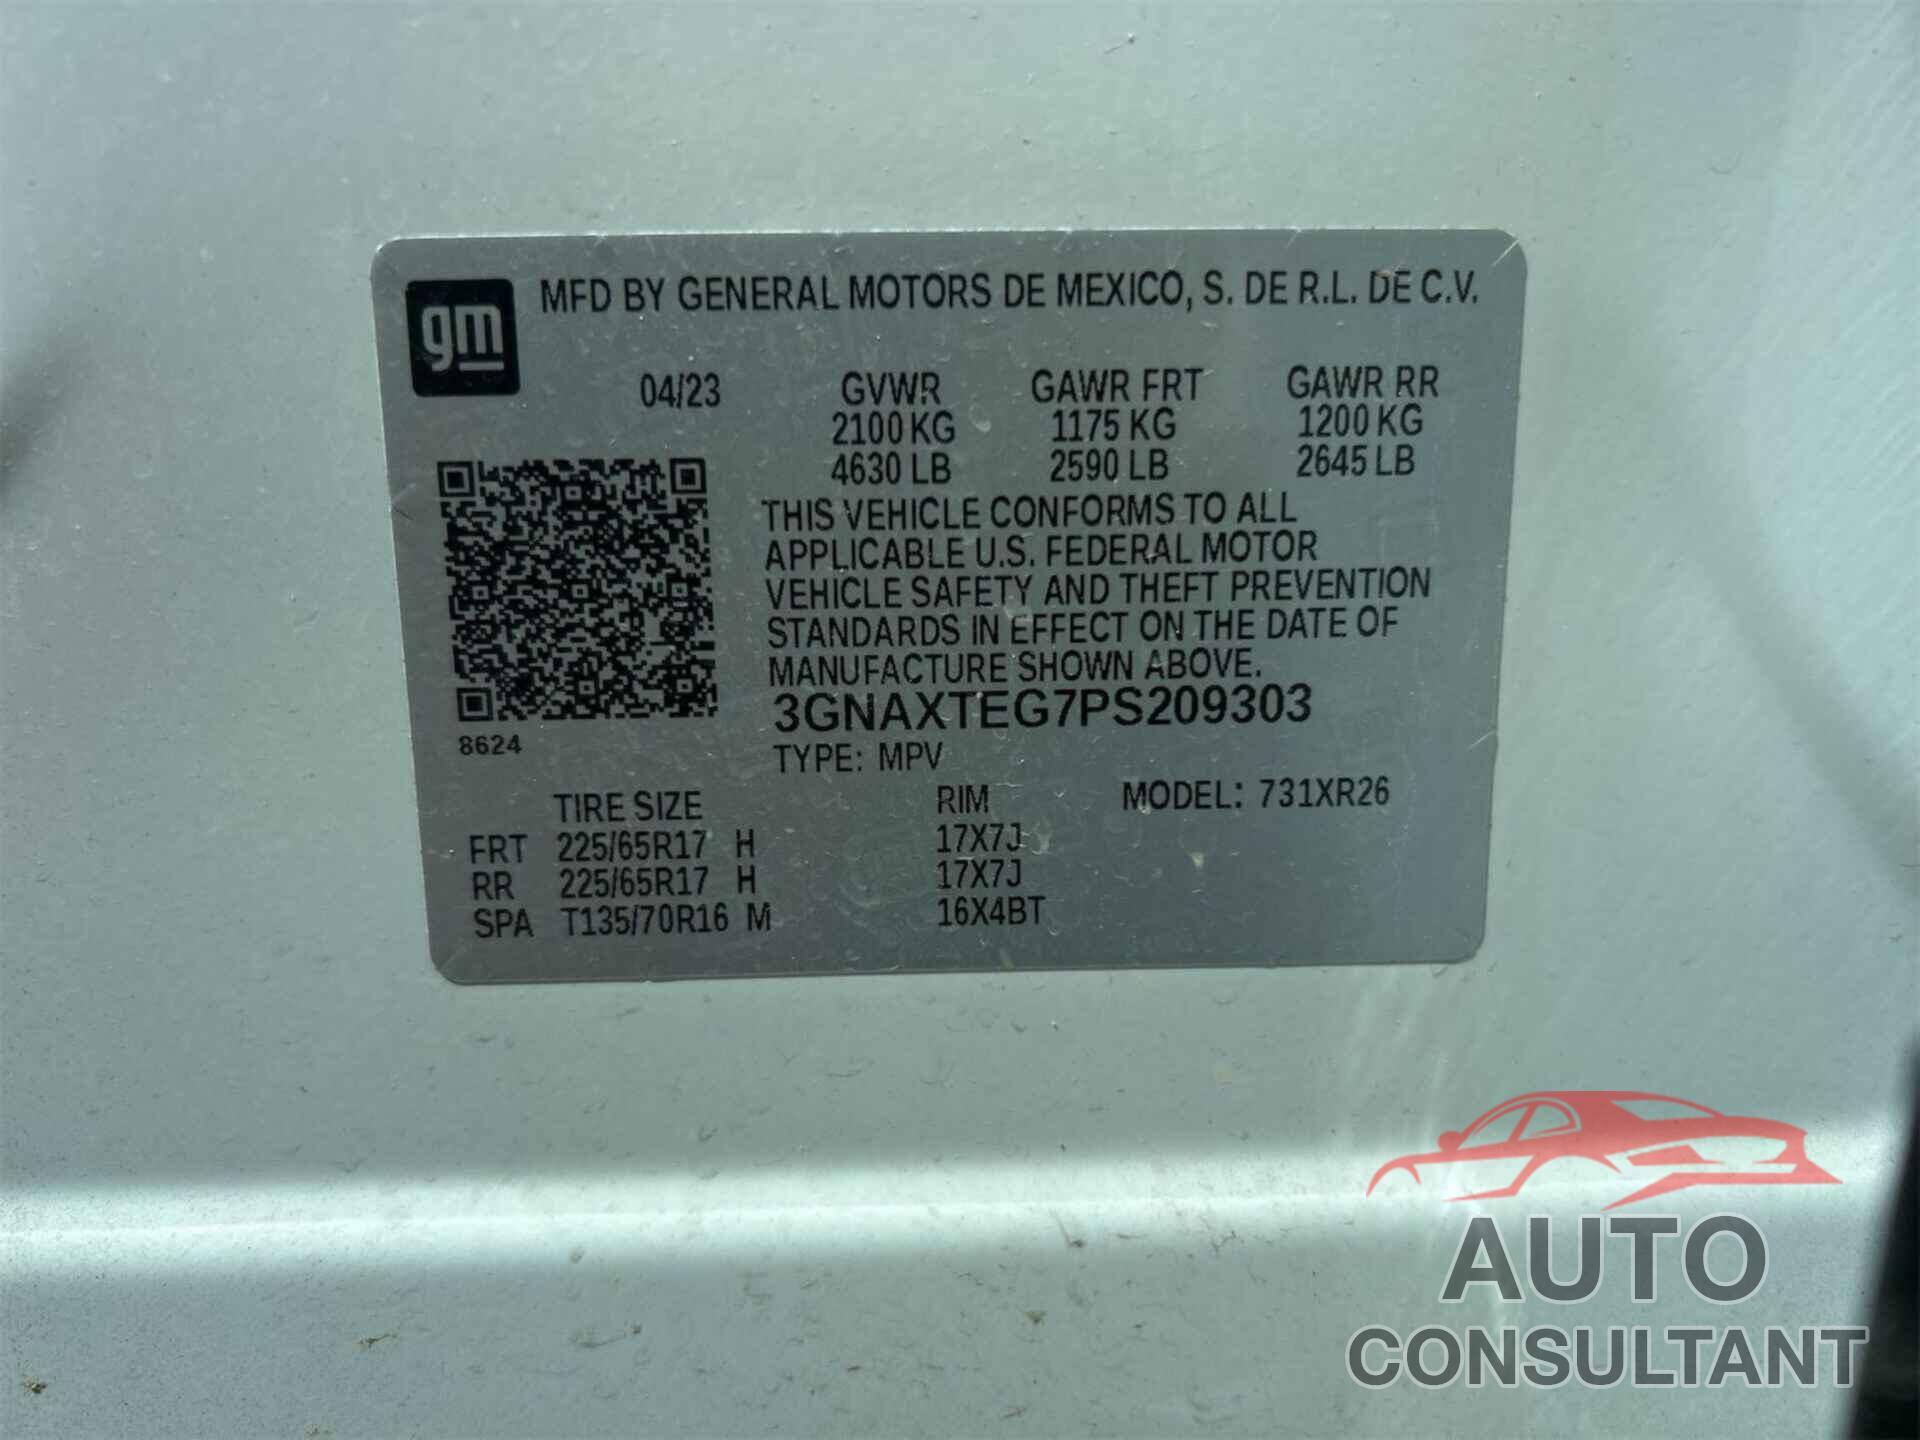 gm
MFD BY GENERAL MOTORS DE MEXICO, S. DE R.L. DE C.V.
04/23 GVWR GAWR FRT GAWR RR
2100 KG 1175 KG 1200 KG
4630 LB 2590 LB 2645 LB
THIS VEHICLE CONFORMS TO ALL
APPLICABLE U.S. FEDERAL MOTOR
VEHICLE SAFETY AND THEFT PREVENTION
STANDARDS IN EFFECT ON THE DATE OF
MANUFACTURE SHOWN ABOVE.
3GNAXTEG7PS209303
8624
TYPE: MPV
TIRE SIZE RIM MODEL: 731XR26
FRT 225/65R17 H 17X7J
RR 225/65R17 H 17X7J
SPA T135/70R16 M 16X4BT
AUTO
CONSULTANT